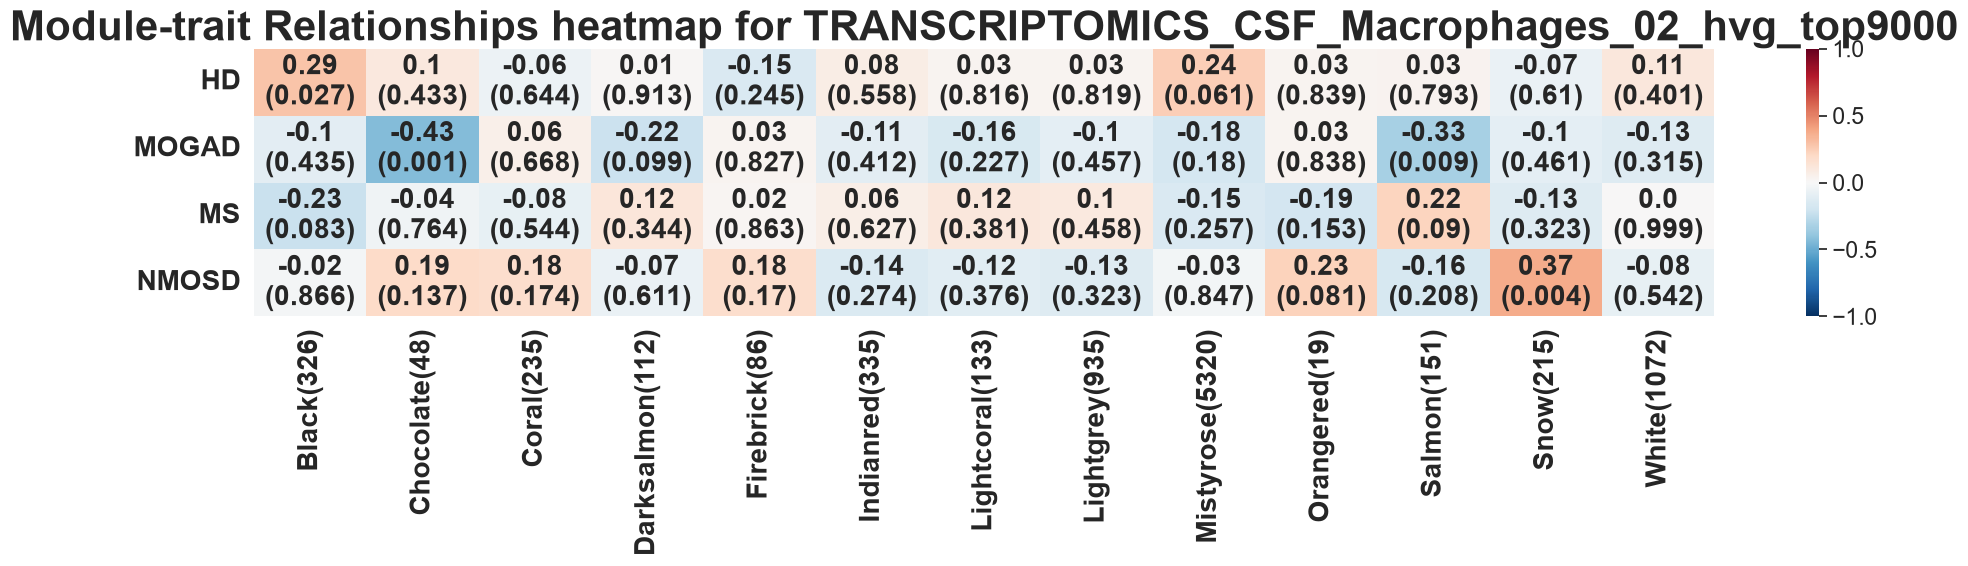 Module-trait Relationships heatmap for TRANSCRIPTOMICS_CSF_Macrophages_02_hvg_top9000
HD
0.29 0.1 -0.06 0.01 -0.15 0.08 0.03 0.03 0.24 0.03 0.03 -0.07 0.11
(0.027) (0.433) (0.644) (0.913) (0.245) (0.558) (0.816) (0.819) (0.061) (0.839) (0.793) (0.61) (0.401)
MOGAD
-0.1 -0.43 0.06 -0.22 0.03 -0.11 -0.16 -0.1 -0.18 0.03 -0.33 -0.1 -0.13
(0.435) (0.001) (0.668) (0.099) (0.827) (0.412) (0.227) (0.457) (0.18) (0.838) (0.009) (0.461) (0.315)
MS
-0.23 -0.04 -0.08 0.12 0.02 0.06 0.12 0.1 -0.15 -0.19 0.22 -0.13 0.0
(0.083) (0.764) (0.544) (0.344) (0.863) (0.627) (0.381) (0.458) (0.257) (0.153) (0.09) (0.323) (0.999)
NMOSD
-0.02 0.19 0.18 -0.07 0.18 -0.14 -0.12 -0.13 -0.03 0.23 -0.16 0.37 -0.08
(0.866) (0.137) (0.174) (0.611) (0.17) (0.274) (0.376) (0.323) (0.847) (0.081) (0.208) (0.004) (0.542)
Black(326)
Chocolate(48)
Coral(235)
Darksalmon(112)
Firebrick(86)
Indianred(335)
Lightcoral(133)
Lightgrey(935)
Mistyrose(5320)
Orangered(19)
Salmon(151)
Snow(215)
White(1072)
1.0
0.5
0.0
−0.5
−1.0